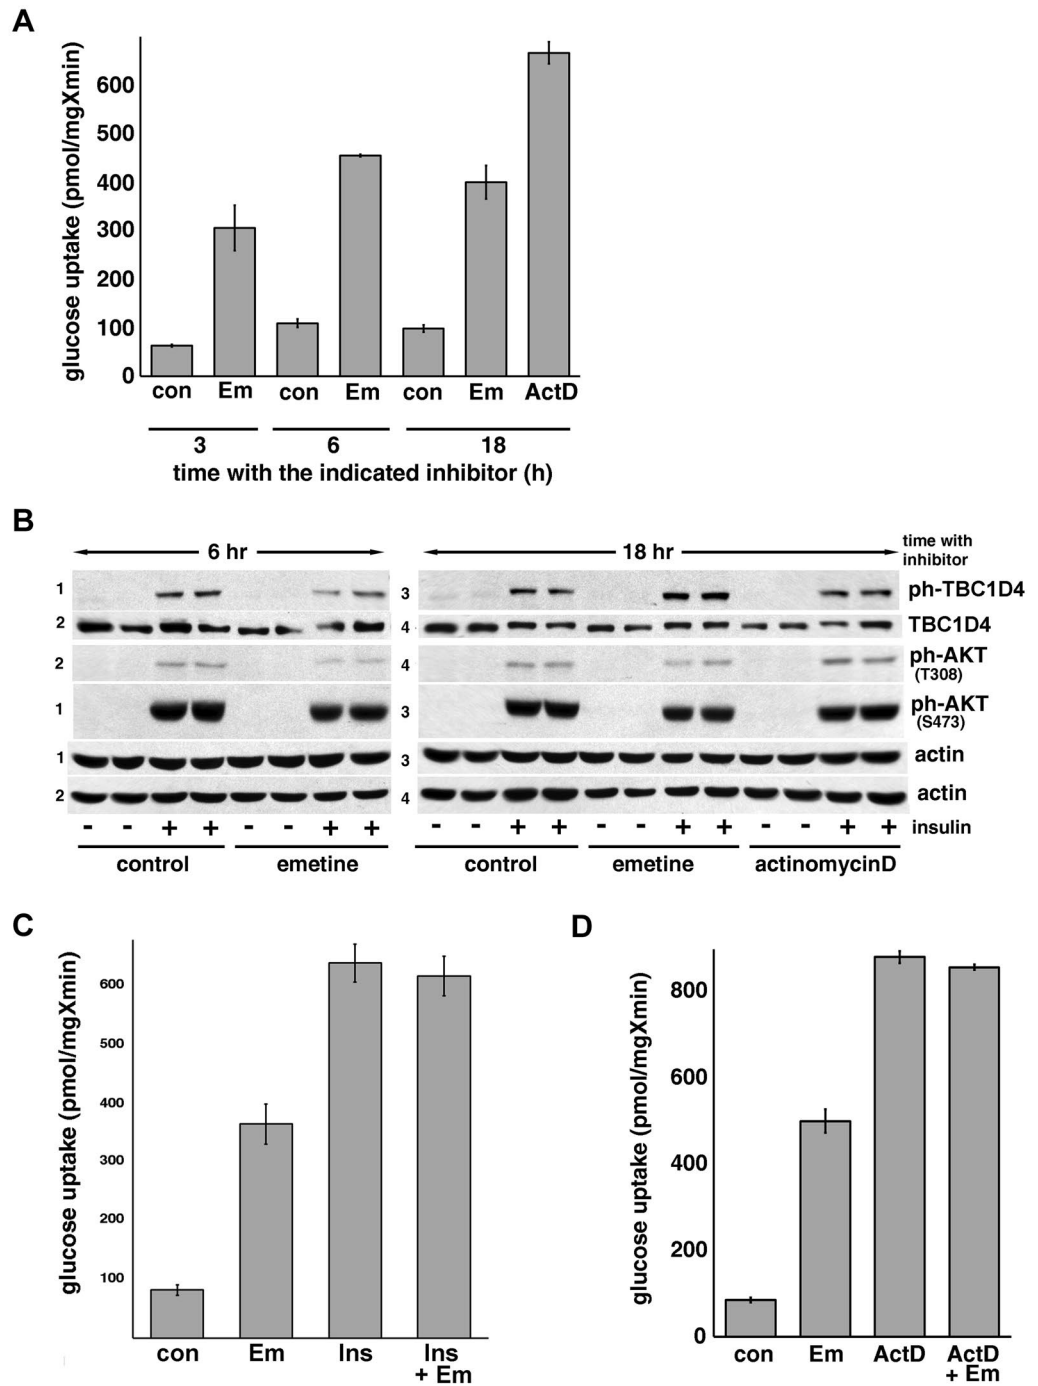 A
glucose uptake (pmol/mgXmin)
600
500
400
300
200
100
0
con Em con Em con Em ActD
3 6 18
time with the indicated inhibitor (h)
B
6 hr 18 hr time with
inhibitor
1 3 ph-TBC1D4
2 4 TBC1D4
2 4 ph-AKT
(T308)
1 3 ph-AKT
(S473)
1 3 actin
2 4 actin
- - + + - - + + - - + + - - + + - - + + insulin
control emetine control emetine actinomycinD
C
glucose uptake (pmol/mgXmin)
600
500
400
300
200
100
con Em Ins Ins
+ Em
D
glucose uptake (pmol/mgXmin)
800
600
400
200
0
con Em ActD ActD
+ Em